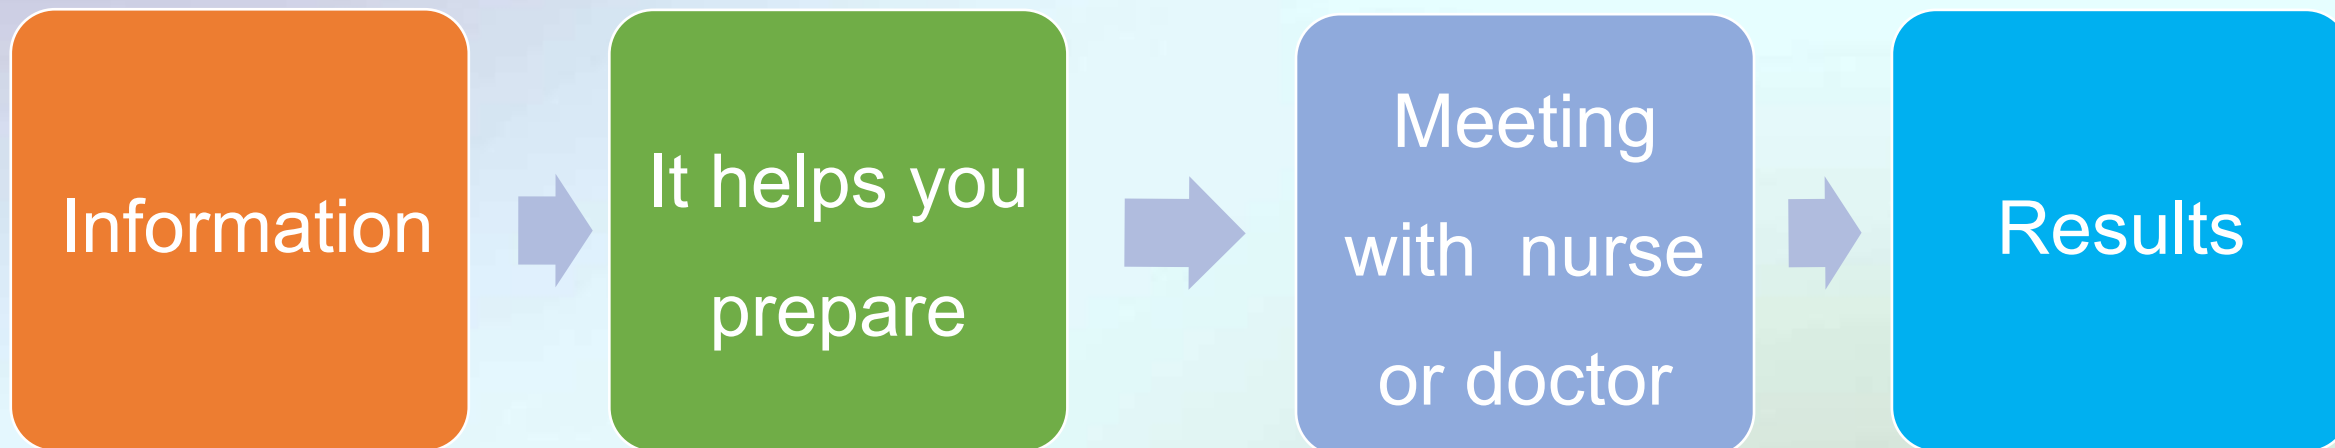 Information
It helps you
prepare
Meeting
with  nurse
or doctor
Results